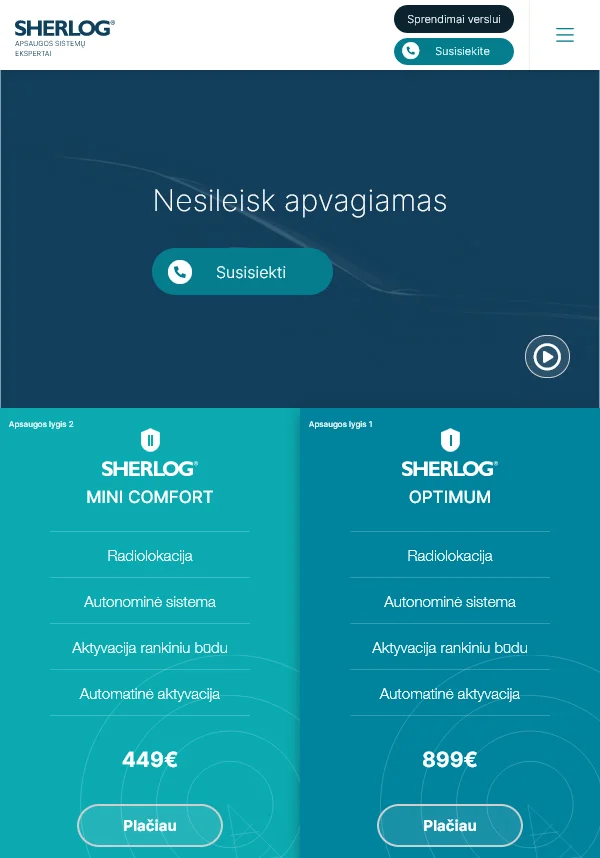 SHERLOG®
APSAUGOS SISTEMŲ
EKSPERTAI
Sprendimai verslui
Susisiekite
Nesileisk apvagiamas
Susisiekti
Apsaugos lygis 2
II
SHERLOG®
MINI COMFORT
Radiolokacija
Autonominė sistema
Aktyvacija rankiniu būdu
Automatinė aktyvacija
449€
Plačiau
Apsaugos lygis 1
I
SHERLOG®
OPTIMUM
Radiolokacija
Autonominė sistema
Aktyvacija rankiniu būdu
Automatinė aktyvacija
899€
Plačiau